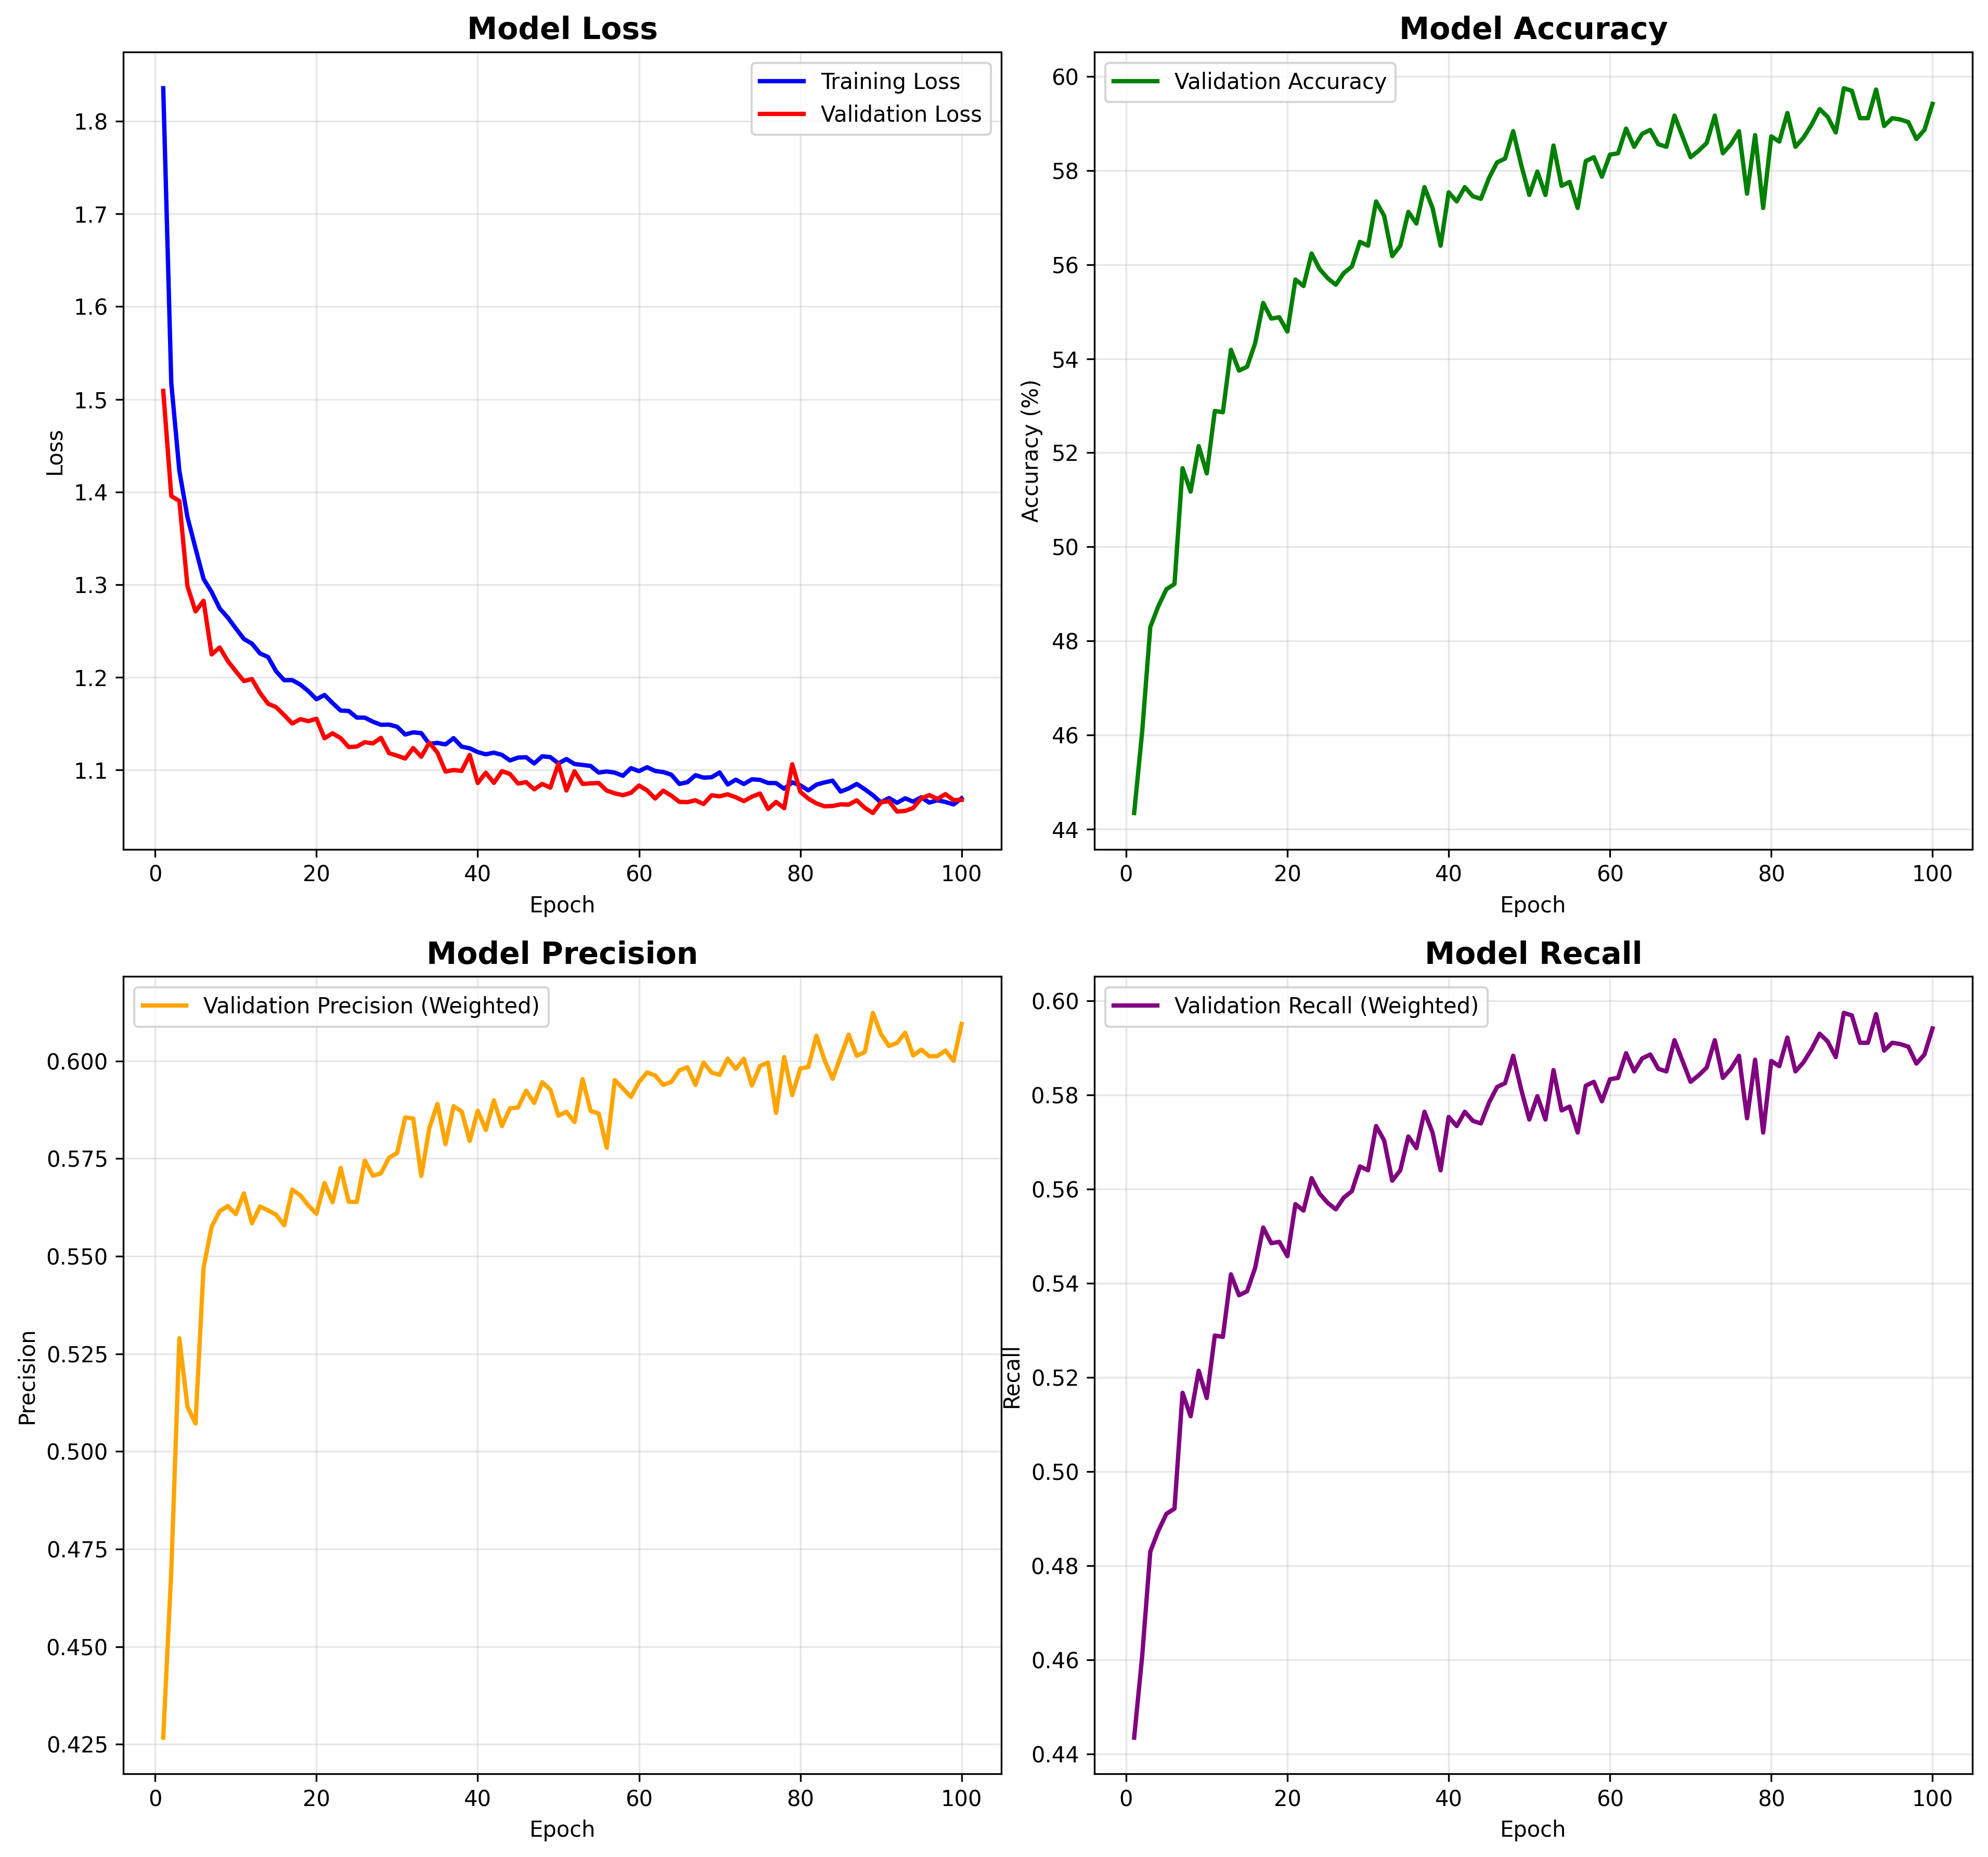 Model Loss
Training Loss
Validation Loss
1.8
1.7
1.6
1.5
1.4
1.3
1.2
1.1
Loss
0 20 40 60 80 100
Epoch
Model Accuracy
Validation Accuracy
60
58
56
54
52
50
48
46
44
Accuracy (%)
0 20 40 60 80 100
Epoch
Model Precision
Validation Precision (Weighted)
0.600
0.575
0.550
0.525
0.500
0.475
0.450
0.425
Precision
0 20 40 60 80 100
Epoch
Model Recall
Validation Recall (Weighted)
0.60
0.58
0.56
0.54
0.52
0.50
0.48
0.46
0.44
Recall
0 20 40 60 80 100
Epoch